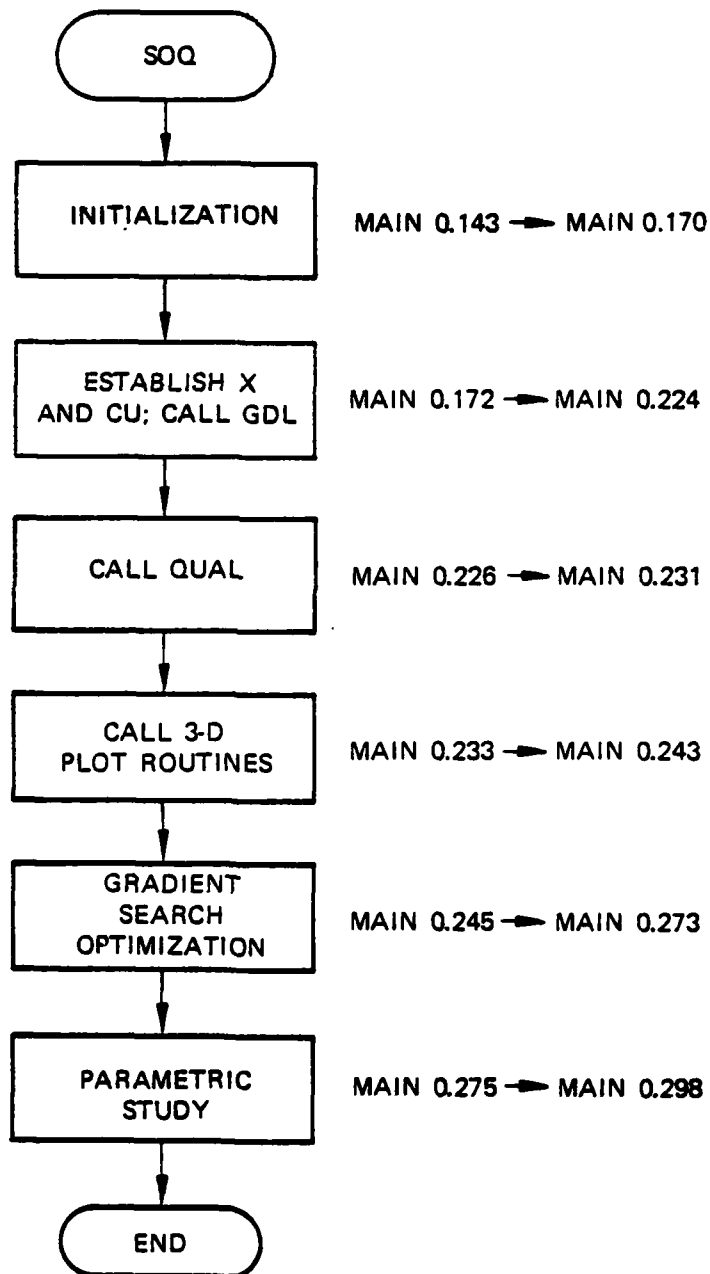 SOQ
INITIALIZATION
MAIN 0.143 → MAIN 0.170
ESTABLISH X
AND CU; CALL GDL
MAIN 0.172 → MAIN 0.224
CALL QUAL
MAIN 0.226 → MAIN 0.231
CALL 3-D
PLOT ROUTINES
MAIN 0.233 → MAIN 0.243
GRADIENT
SEARCH
OPTIMIZATION
MAIN 0.245 → MAIN 0.273
PARAMETRIC
STUDY
MAIN 0.275 → MAIN 0.298
END